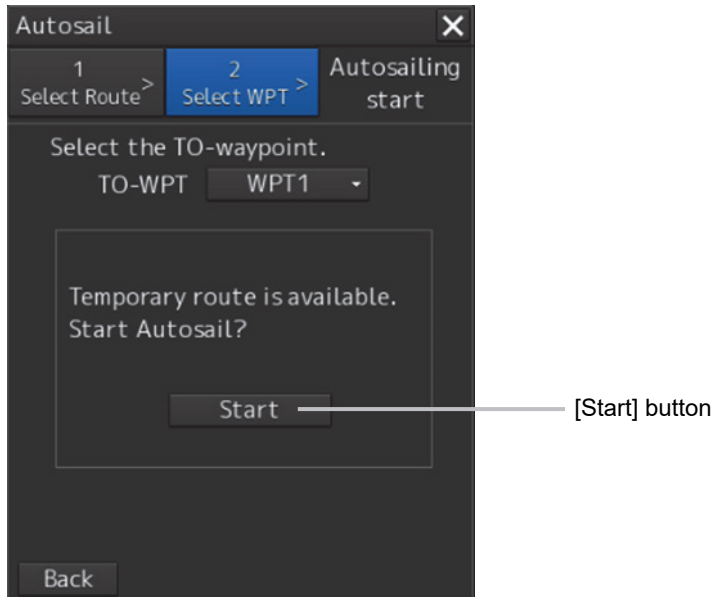 Autosail
1
Select Route >
2
Select WPT >
Autosailing
start
Select the TO-waypoint.
TO-WPT WPT1
Temporary route is available.
Start Autosail?
Start
[Start] button
Back